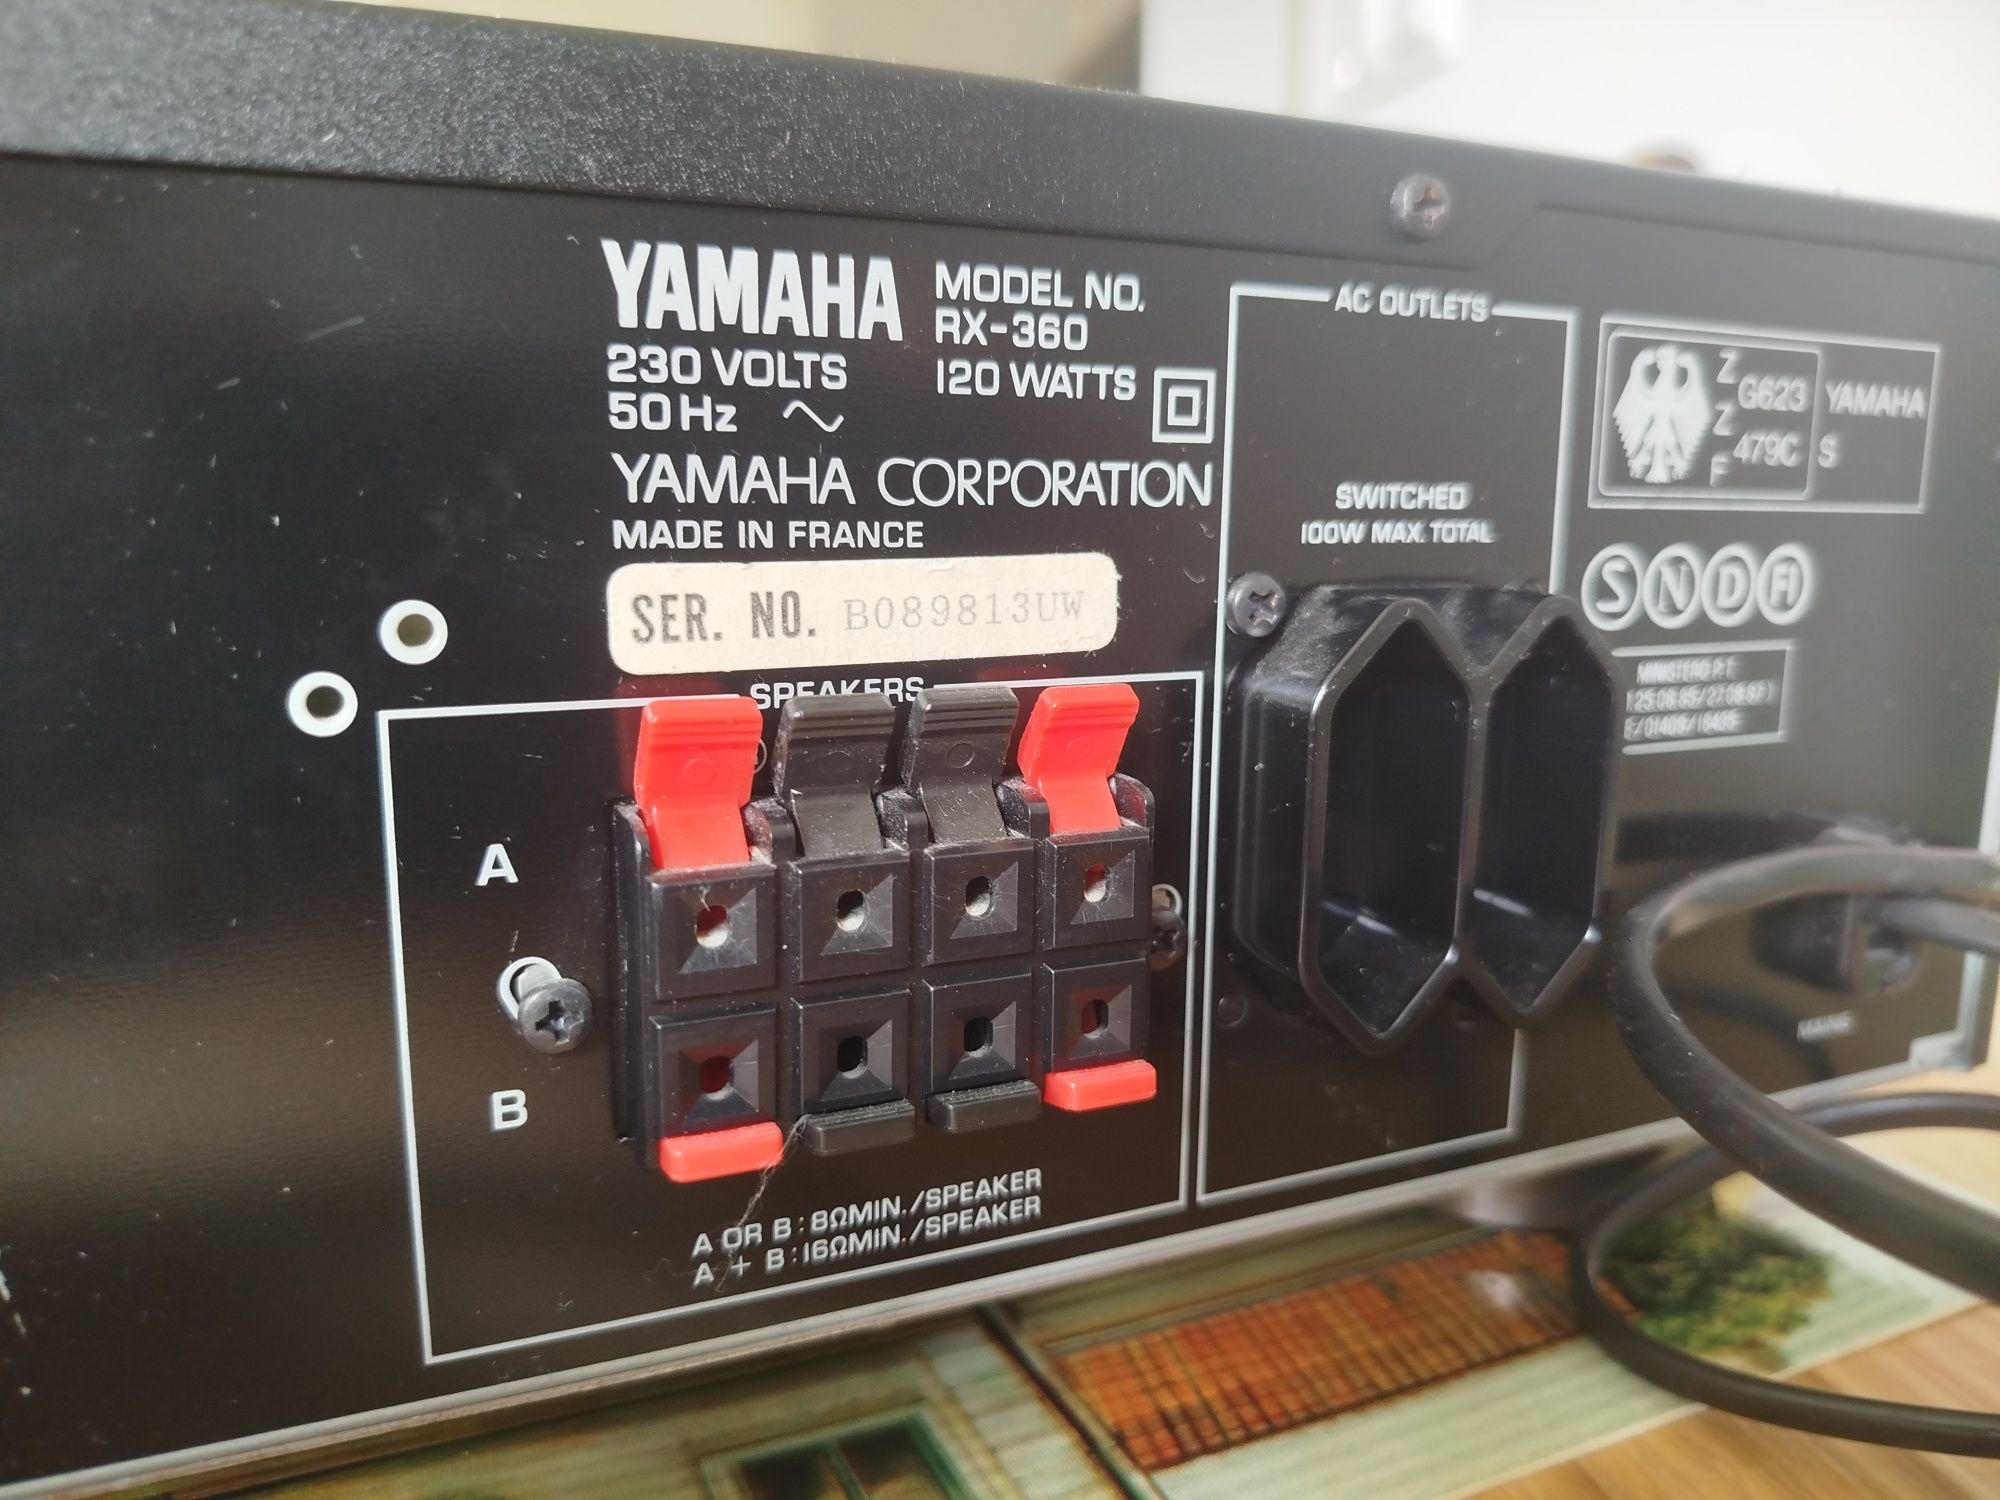 YAMAHA
MODEL NO.
RX-360
230 VOLTS
120 WATTS
50 Hz ~
YAMAHA CORPORATION
MADE IN FRANCE
SER. NO. B089813UW
SPEAKERS
A
B
A OR B : 8ΩMIN./SPEAKER
A + B : 16ΩMIN./SPEAKER
AC OUTLETS
SWITCHED
100W MAX. TOTAL
Z
Z
F
G623
479C
YAMAHA
S
S N D FI
MINISTERO P.T.
MAINS